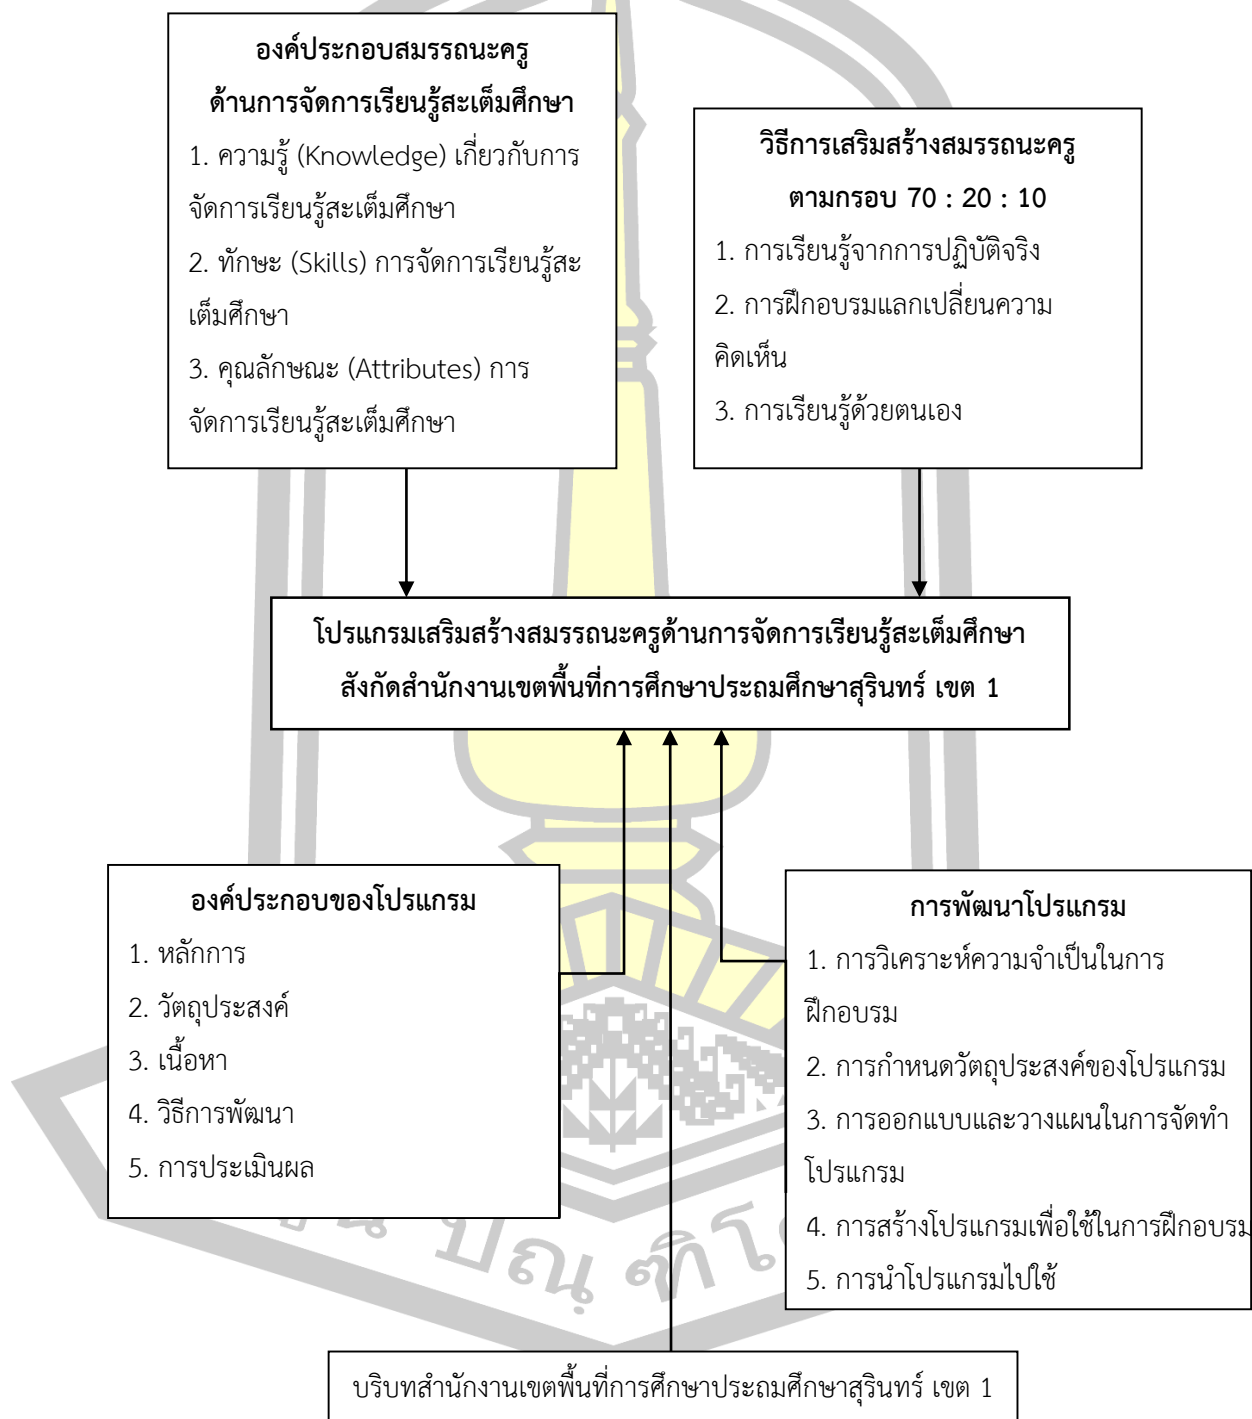 องค์ประกอบสมรรถนะครู
ด้านการจัดการเรียนรู้สะเต็มศึกษา
1. ความรู้ (Knowledge) เกี่ยวกับการ
จัดการเรียนรู้สะเต็มศึกษา
2. ทักษะ (Skills) การจัดการเรียนรู้สะ
เต็มศึกษา
3. คุณลักษณะ (Attributes) การ
จัดการเรียนรู้สะเต็มศึกษา
วิธีการเสริมสร้างสมรรถนะครู
ตามกรอบ 70 : 20 : 10
1. การเรียนรู้จากการปฏิบัติจริง
2. การฝึกอบรมแลกเปลี่ยนความ
คิดเห็น
3. การเรียนรู้ด้วยตนเอง
โปรแกรมเสริมสร้างสมรรถนะครูด้านการจัดการเรียนรู้สะเต็มศึกษา
สังกัดสำนักงานเขตพื้นที่การศึกษาประถมศึกษาสุรินทร์ เขต 1
องค์ประกอบของโปรแกรม
1. หลักการ
2. วัตถุประสงค์
3. เนื้อหา
4. วิธีการพัฒนา
5. การประเมินผล
การพัฒนาโปรแกรม
1. การวิเคราะห์ความจำเป็นในการ
ฝึกอบรม
2. การกำหนดวัตถุประสงค์ของโปรแกรม
3. การออกแบบและวางแผนในการจัดทำ
โปรแกรม
4. การสร้างโปรแกรมเพื่อใช้ในการฝึกอบรม
5. การนำโปรแกรมไปใช้
บริบทสำนักงานเขตพื้นที่การศึกษาประถมศึกษาสุรินทร์ เขต 1